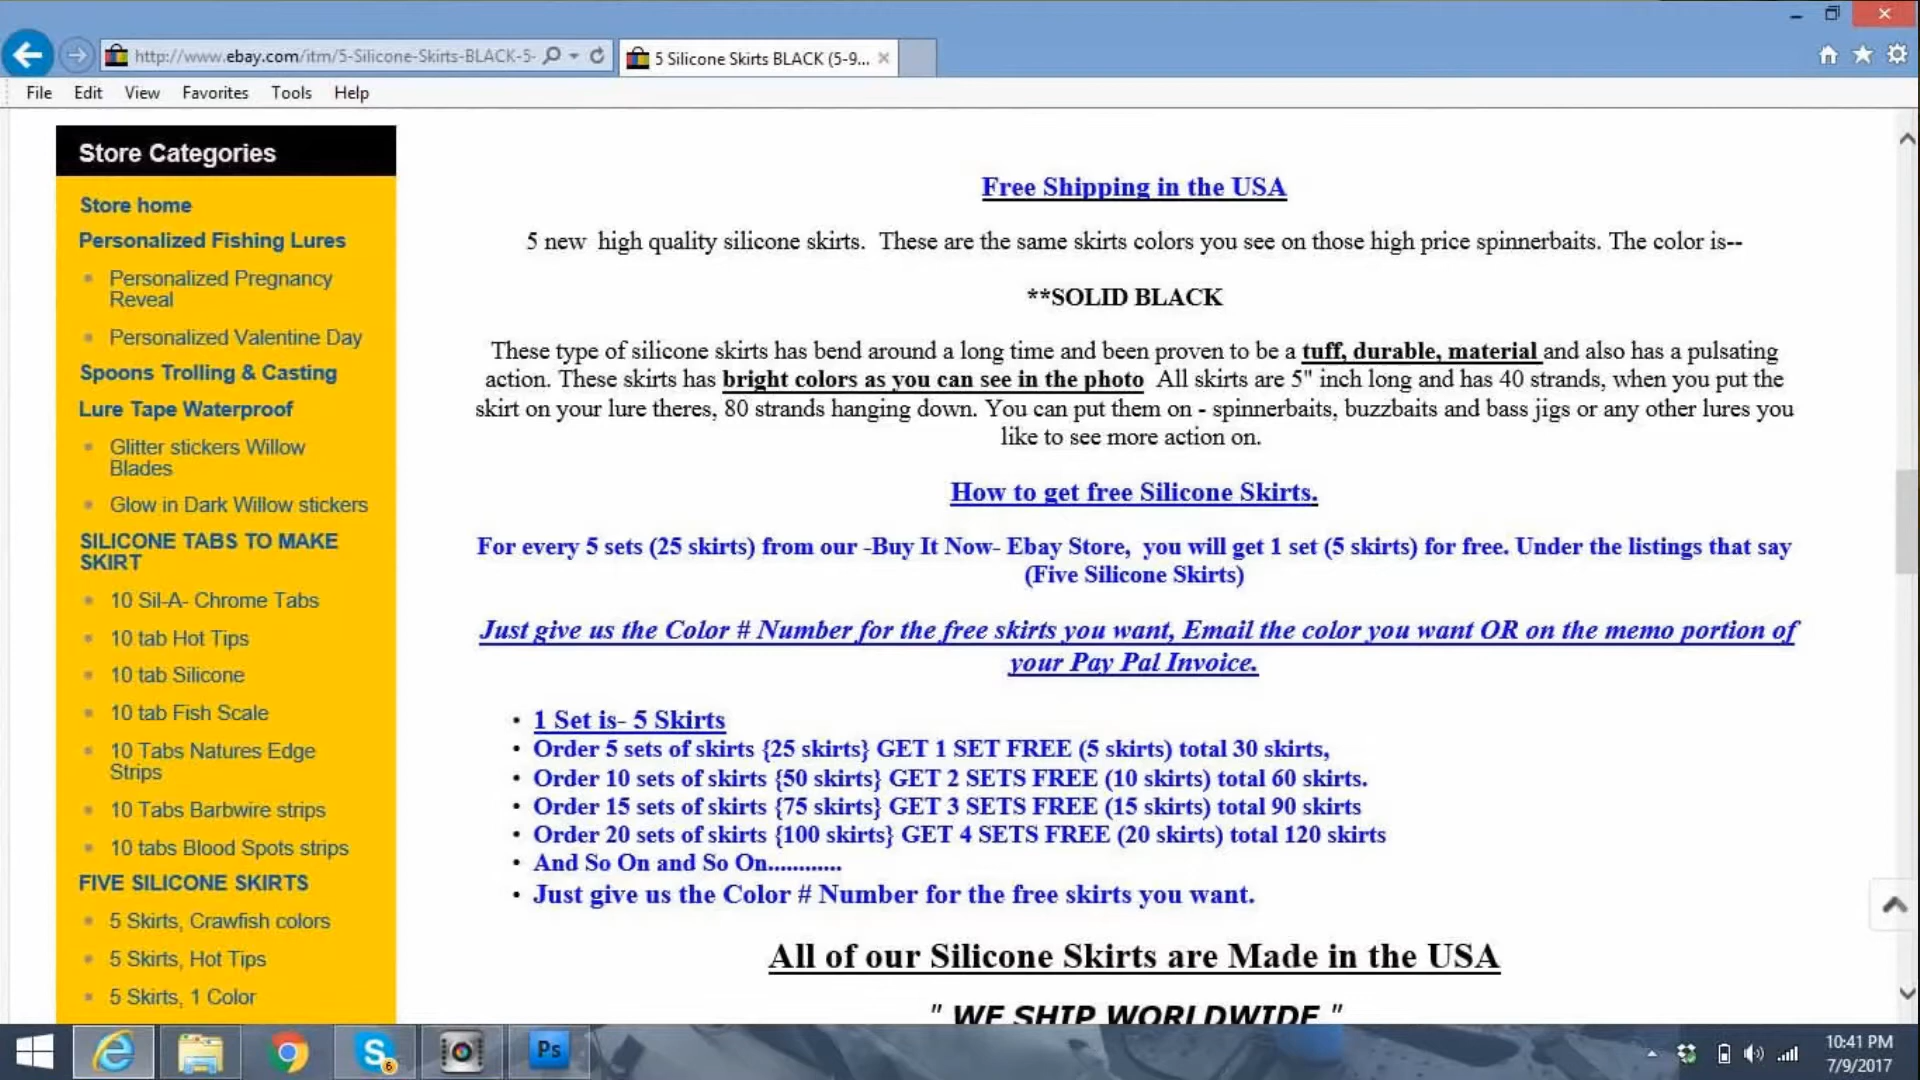 http://www.ebay.com/itm/5-Silicone-Skirts-BLACK-5-
5 Silicone Skirts BLACK (5-9...
File Edit View Favorites Tools Help
Store Categories
Store home
Personalized Fishing Lures
Personalized Pregnancy
Reveal
Personalized Valentine Day
Spoons Trolling & Casting
Lure Tape Waterproof
Glitter stickers Willow
Blades
Glow in Dark Willow stickers
SILICONE TABS TO MAKE
SKIRT
10 Sil-A- Chrome Tabs
10 tab Hot Tips
10 tab Silicone
10 tab Fish Scale
10 Tabs Natures Edge
Strips
10 Tabs Barbwire strips
10 tabs Blood Spots strips
FIVE SILICONE SKIRTS
5 Skirts, Crawfish colors
5 Skirts, Hot Tips
5 Skirts, 1 Color
Free Shipping in the USA
5 new  high quality silicone skirts.  These are the same skirts colors you see on those high price spinnerbaits. The color is--
**SOLID BLACK
These type of silicone skirts has bend around a long time and been proven to be a tuff, durable, material and also has a pulsating
action. These skirts has bright colors as you can see in the photo  All skirts are 5" inch long and has 40 strands, when you put the
skirt on your lure theres, 80 strands hanging down. You can put them on - spinnerbaits, buzzbaits and bass jigs or any other lures you
like to see more action on.
How to get free Silicone Skirts.
For every 5 sets (25 skirts) from our -Buy It Now- Ebay Store,  you will get 1 set (5 skirts) for free. Under the listings that say
(Five Silicone Skirts)
Just give us the Color # Number for the free skirts you want, Email the color you want OR on the memo portion of
your Pay Pal Invoice.
• 1 Set is- 5 Skirts
• Order 5 sets of skirts {25 skirts} GET 1 SET FREE (5 skirts) total 30 skirts,
• Order 10 sets of skirts {50 skirts} GET 2 SETS FREE (10 skirts) total 60 skirts.
• Order 15 sets of skirts {75 skirts} GET 3 SETS FREE (15 skirts) total 90 skirts
• Order 20 sets of skirts {100 skirts} GET 4 SETS FREE (20 skirts) total 120 skirts
• And So On and So On............
• Just give us the Color # Number for the free skirts you want.
All of our Silicone Skirts are Made in the USA
" WE SHIP WORLDWIDE "
S 6
Ps
10:41 PM
7/9/2017